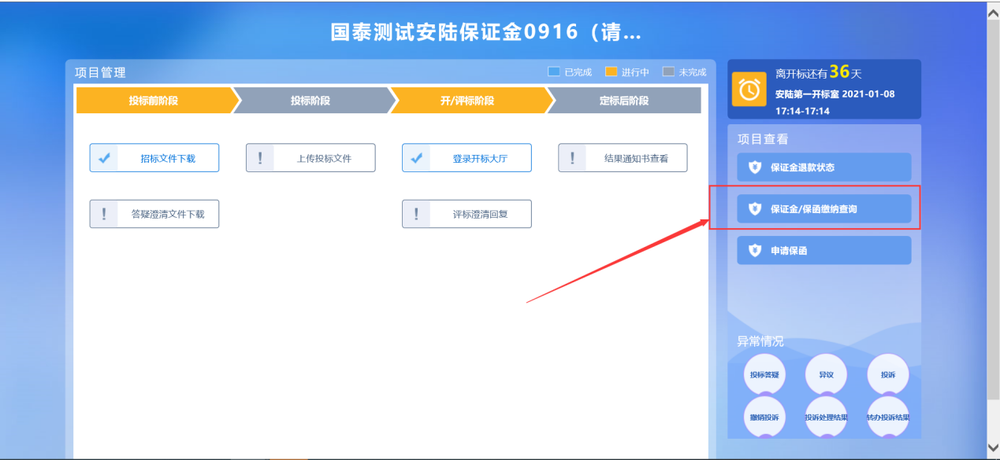 国泰测试安陆保证金0916（请...
项目管理
已完成
进行中
未完成
投标前阶段
投标阶段
开/评标阶段
定标后阶段
招标文件下载
上传投标文件
登录开标大厅
结果通知书查看
答疑澄清文件下载
评标澄清回复
离开标还有36天
安陆第一开标室 2021-01-08
17:14-17:14
项目查看
保证金退款状态
保证金/保函缴纳查询
申请保函
异常情况
投标答疑
异议
投诉
撤销投诉
投诉处理结果
转办投诉结果